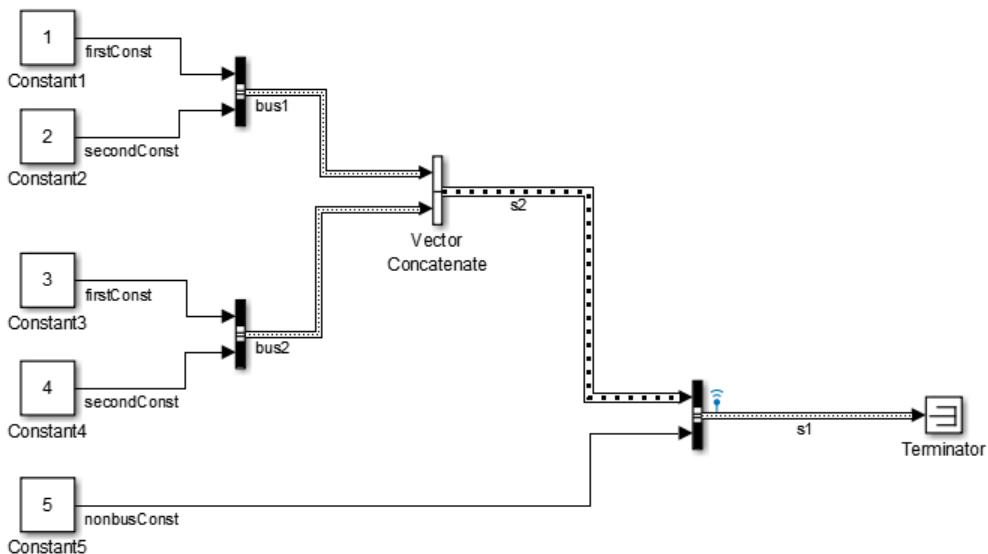 1
firstConst
Constant1
bus1
2
secondConst
Constant2
s2
Vector
Concatenate
3
firstConst
Constant3
bus2
4
secondConst
Constant4
s1
Terminator
5
nonbusConst
Constant5